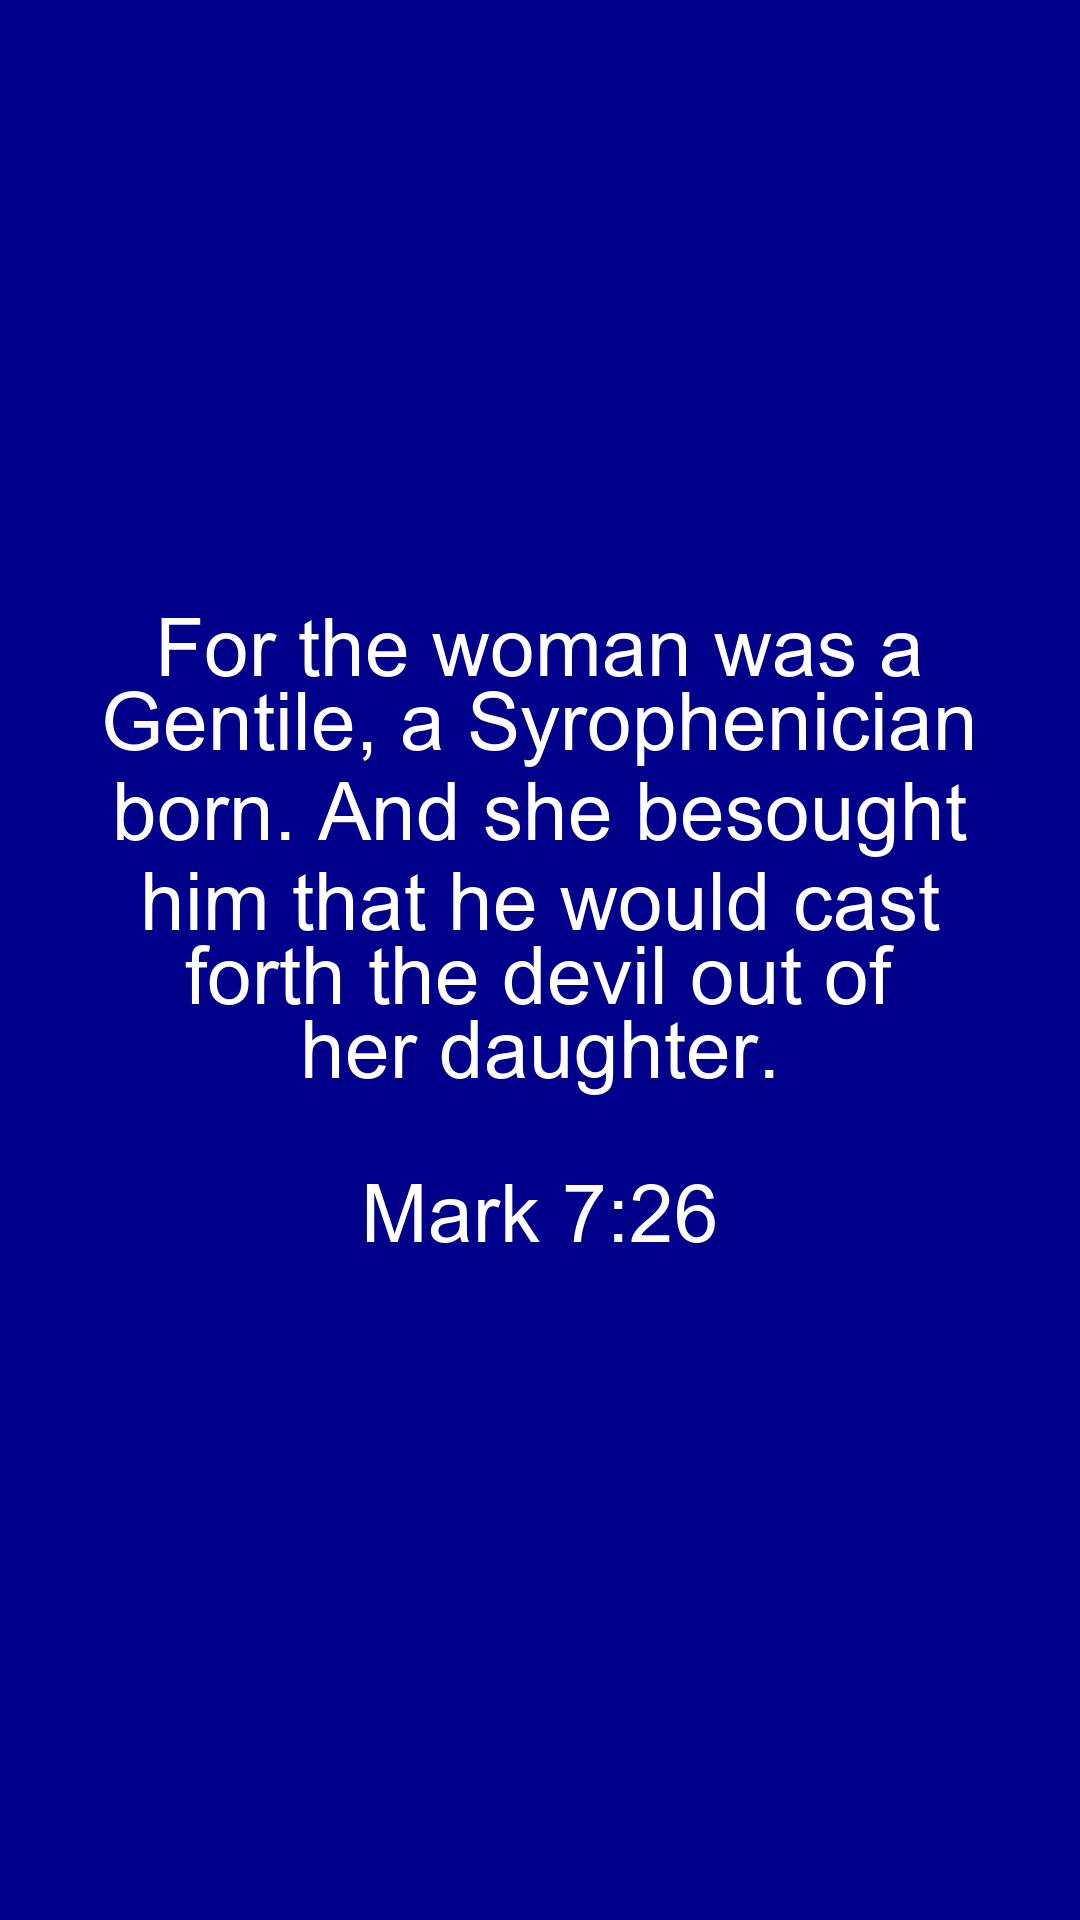 For the woman was a
Gentile, a Syrophenician
born. And she besought
him that he would cast
forth the devil out of
her daughter.
Mark 7:26